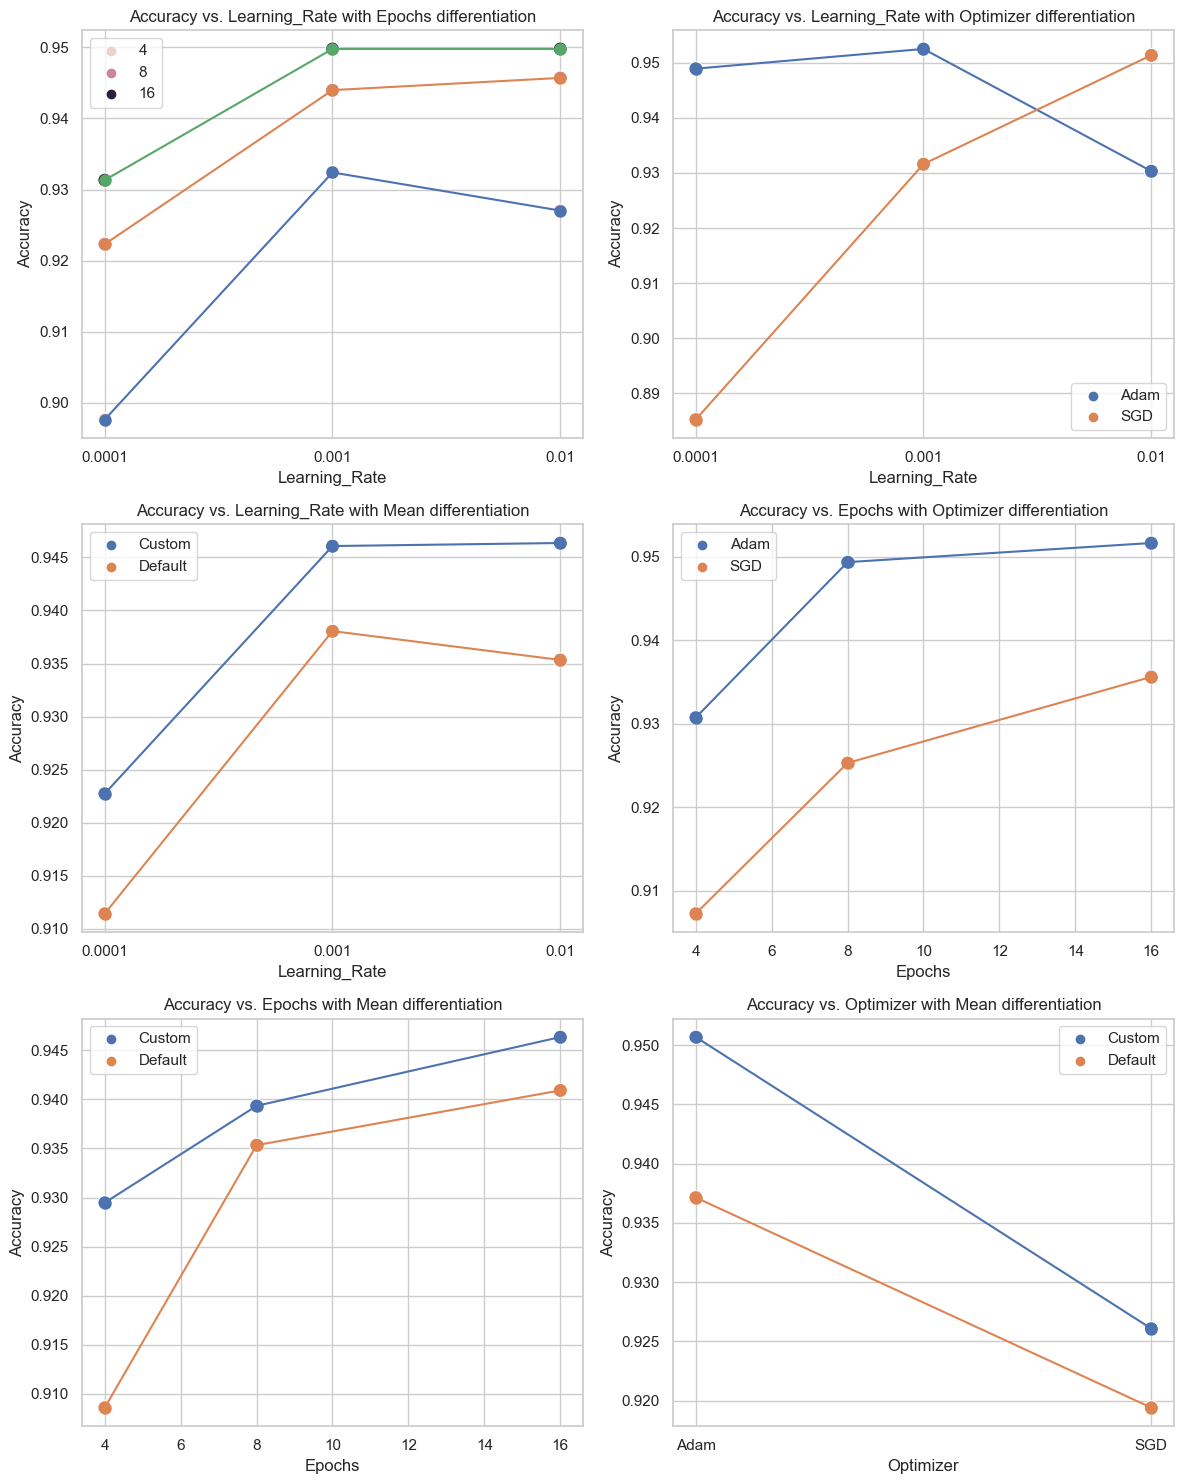 Accuracy vs. Learning_Rate with Epochs differentiation
0.95
0.94
0.93
0.92
0.91
0.90
Accuracy
4
8
16
0.0001 0.001 0.01
Learning_Rate
Accuracy vs. Learning_Rate with Optimizer differentiation
0.95
0.94
0.93
0.92
0.91
0.90
0.89
Accuracy
Adam
SGD
0.0001 0.001 0.01
Learning_Rate
Accuracy vs. Learning_Rate with Mean differentiation
Custom
Default
0.945
0.940
0.935
0.930
0.925
0.920
0.915
0.910
Accuracy
0.0001 0.001 0.01
Learning_Rate
Accuracy vs. Epochs with Optimizer differentiation
Adam
SGD
0.95
0.94
0.93
0.92
0.91
Accuracy
4 6 8 10 12 14 16
Epochs
Accuracy vs. Epochs with Mean differentiation
Custom
Default
0.945
0.940
0.935
0.930
0.925
0.920
0.915
0.910
Accuracy
4 6 8 10 12 14 16
Epochs
Accuracy vs. Optimizer with Mean differentiation
Custom
Default
0.950
0.945
0.940
0.935
0.930
0.925
0.920
Accuracy
Adam SGD
Optimizer